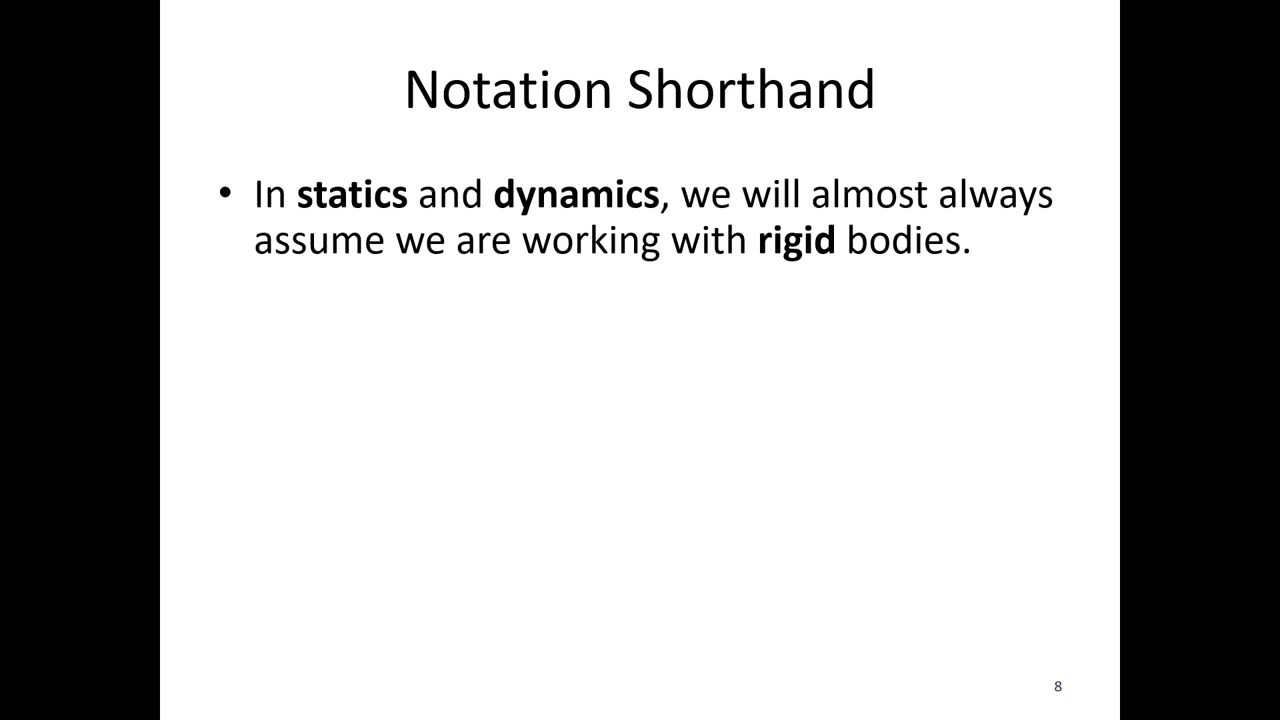 Notation Shorthand
• In statics and dynamics, we will almost always
assume we are working with rigid bodies.
8